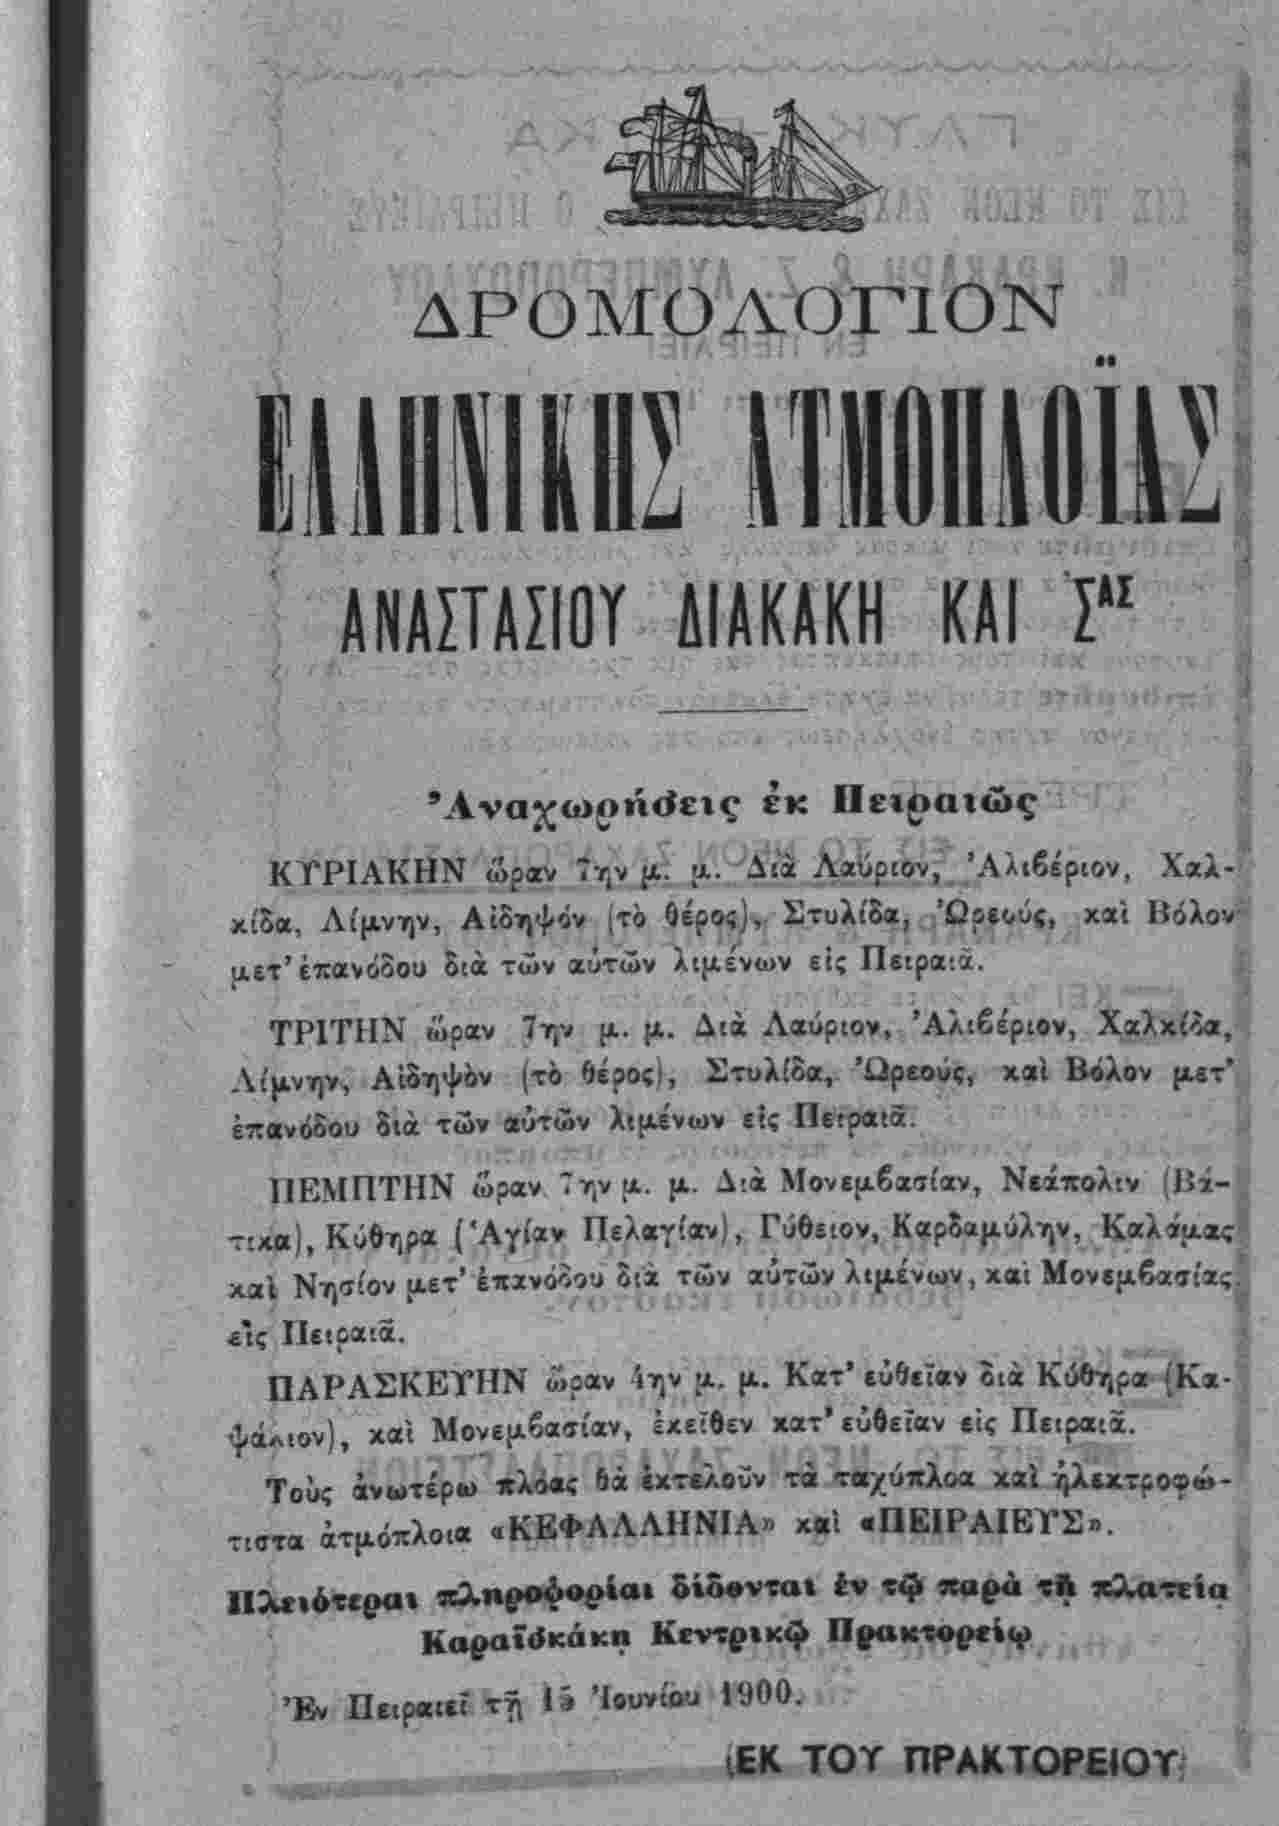 ΔΡΟΜΟΛΟΓΙΟΝ
ΕΛΛΗΝΙΚΗΣ ΑΤΜΟΠΛΟΪΑΣ
ΑΝΑΣΤΑΣΙΟΥ ΔΙΑΚΑΚΗ ΚΑΙ ΣΑΣ
Ἀναχωρήσεις ἐκ Πειραιῶς
ΚΥΡΙΑΚΗΝ ὥραν 7ην μ. μ. Διὰ Λαύριον, Ἀλιβέριον, Χαλ-
κίδα, Λίμνην, Αἰδηψόν (τὸ θέρος), Στυλίδα, Ὠρεούς, καὶ Βόλον
μετ' ἐπανόδου διὰ τῶν αὐτῶν λιμένων εἰς Πειραιᾶ.
ΤΡΙΤΗΝ ὥραν 7ην μ. μ. Διὰ Λαύριον, Ἀλιβέριον, Χαλκίδα,
Λίμνην, Αἰδηψὸν (τὸ θέρος), Στυλίδα, Ὠρεούς, καὶ Βόλον μετ'
ἐπανόδου διὰ τῶν αὐτῶν λιμένων εἰς Πειραιᾶ.
ΠΕΜΠΤΗΝ ὥραν 7ην μ. μ. Διὰ Μονεμβασίαν, Νεάπολιν (Βά-
τικα), Κύθηρα (Ἁγίαν Πελαγίαν), Γύθειον, Καρδαμύλην, Καλάμας
καὶ Νησίον μετ' ἐπανόδου διὰ τῶν αὐτῶν λιμένων, καὶ Μονεμβασίας
εἰς Πειραιᾶ.
ΠΑΡΑΣΚΕΥΗΝ ὥραν 4ην μ. μ. Κατ' εὐθεῖαν διὰ Κύθηρα (Κα-
ψάλιον), καὶ Μονεμβασίαν, ἐκεῖθεν κατ' εὐθεῖαν εἰς Πειραιᾶ.
Τοὺς ἀνωτέρω πλόας θὰ ἐκτελοῦν τὰ ταχύπλοα καὶ ἠλεκτροφώ-
τιστα ἀτμόπλοια «ΚΕΦΑΛΛΗΝΙΑ» καὶ «ΠΕΙΡΑΙΕΥΣ».
Πλειότεραι πληροφορίαι δίδονται ἐν τῷ παρὰ τῇ πλατείᾳ
Καραϊσκάκη Κεντρικῷ Πρακτορείῳ
Ἐν Πειραιεῖ τῇ 15 Ἰουνίου 1900.
(ΕΚ ΤΟΥ ΠΡΑΚΤΟΡΕΙΟΥ)